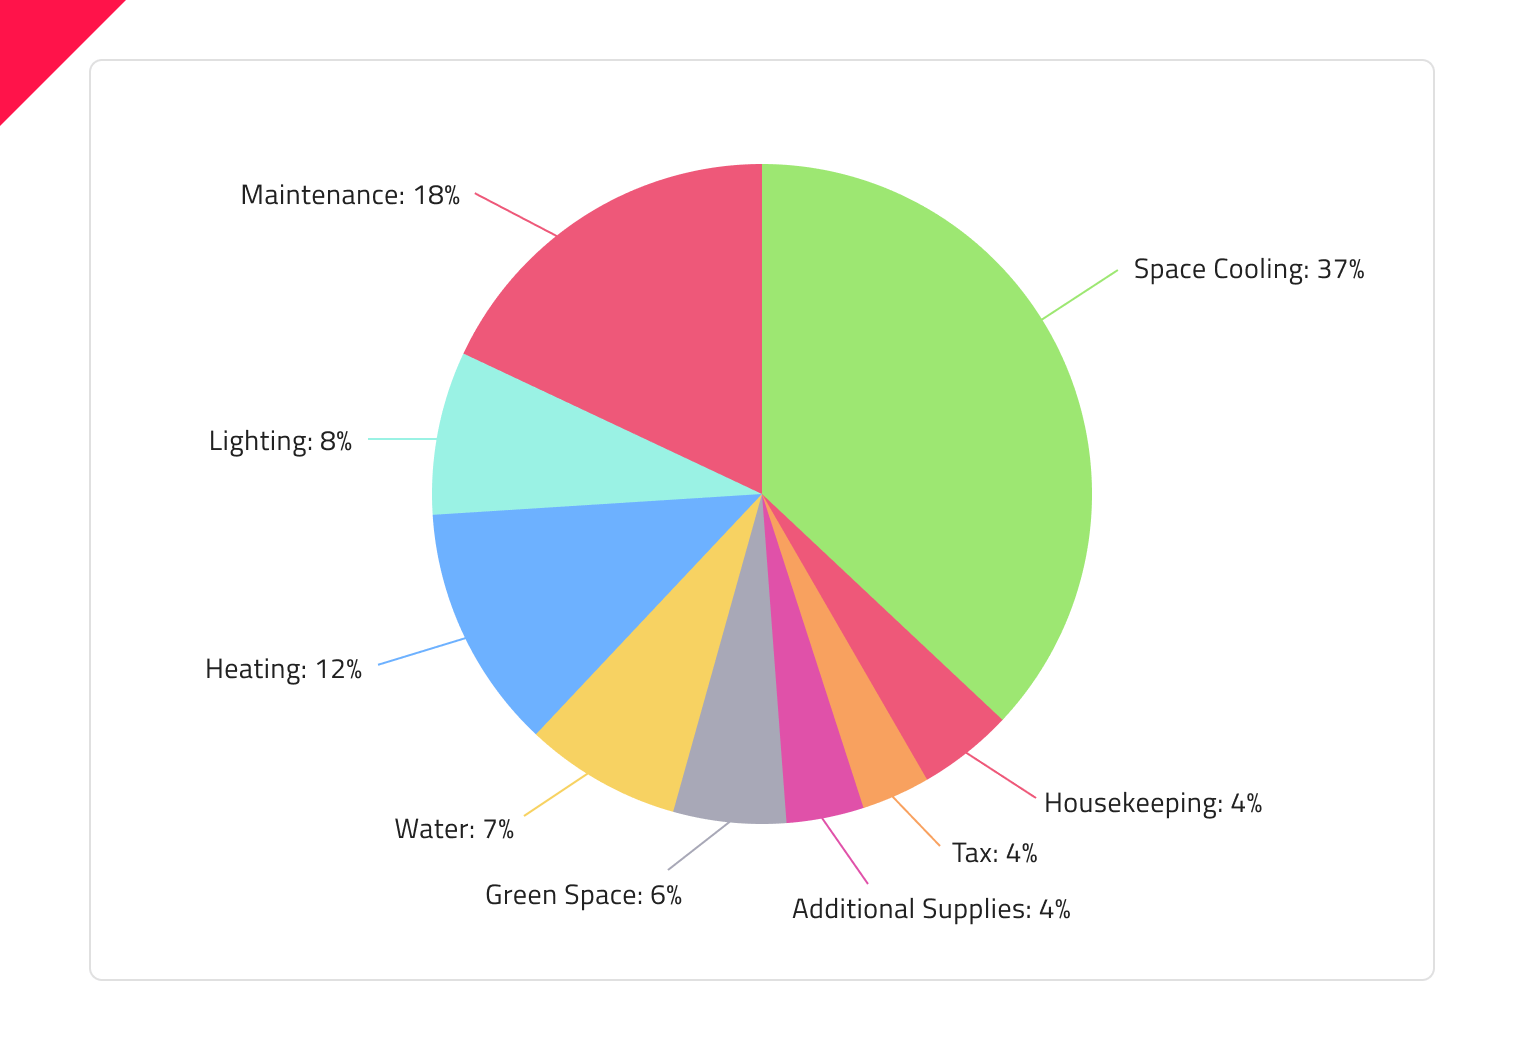 Maintenance: 18%
Space Cooling: 37%
Lighting: 8%
Heating: 12%
Housekeeping: 4%
Water: 7%
Tax: 4%
Green Space: 6%
Additional Supplies: 4%